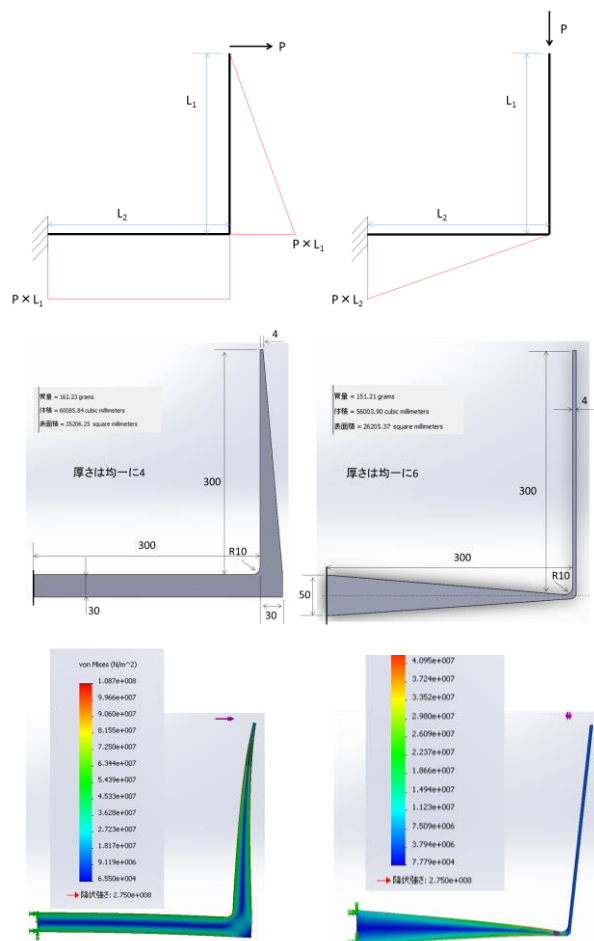 P
L₁
L₂
P × L₁
P × L₁
P
L₁
L₂
P × L₂
4
質量 = 162.23 grams
体積 = 60085.84 cubic millimeters
表面積 = 35206.25 square millimeters
厚さは均一に4
300
300
R10
30
30
質量 = 151.21 grams
体積 = 56003.90 cubic millimeters
表面積 = 26205.37 square millimeters
4
厚さは均一に6
300
300
R10
50
von Mises (N/m^2)
1.087e+008
9.966e+007
9.060e+007
8.155e+007
7.250e+007
6.344e+007
5.439e+007
4.533e+007
3.628e+007
2.723e+007
1.817e+007
9.119e+006
6.550e+004
降伏強さ: 2.750e+008
4.095e+007
3.724e+007
3.352e+007
2.980e+007
2.609e+007
2.237e+007
1.866e+007
1.494e+007
1.123e+007
7.509e+006
3.794e+006
7.779e+004
降伏強さ: 2.750e+008